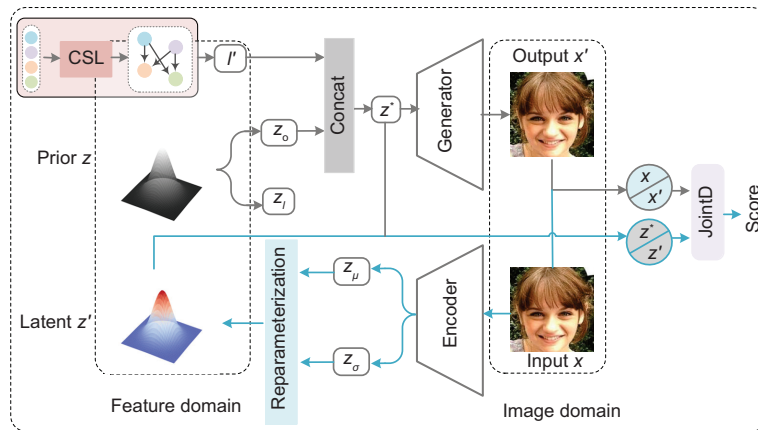 CSL
l'
Output x'
Concat
z*
Generator
Prior z
z_o
z_l
x
x'
JointD
Score
z*
z'
Reparameterization
z_μ
Encoder
Latent z'
z_σ
Input x
Feature domain
Image domain